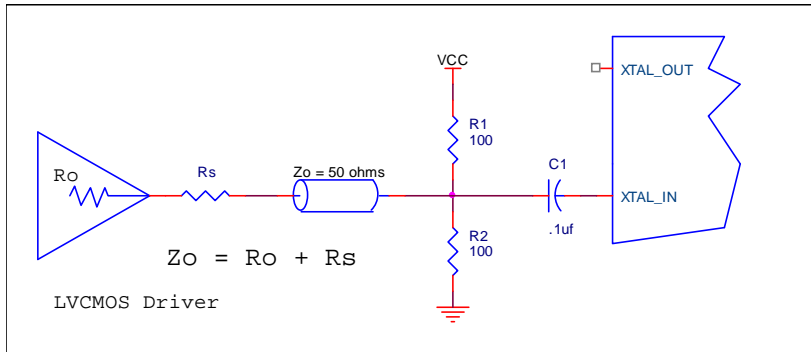 VCC
XTAL_OUT
R1
100
Ro
Rs
Zo = 50 ohms
C1
XTAL_IN
.1uf
R2
100
Zo = Ro + Rs
LVCMOS Driver